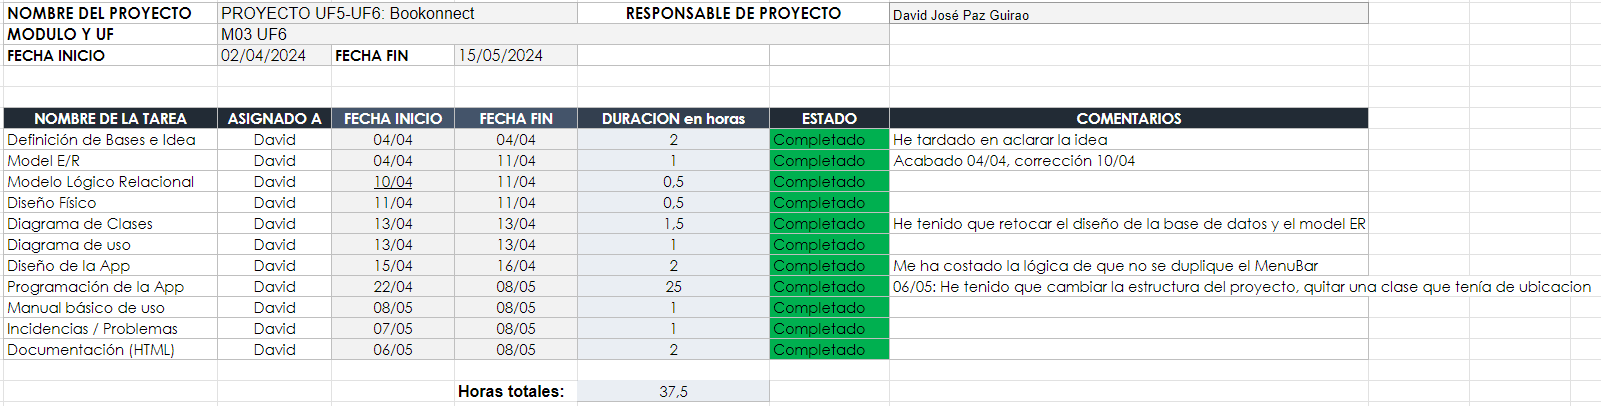 NOMBRE DEL PROYECTO PROYECTO UF5-UF6: Bookonnect RESPONSABLE DE PROYECTO David José Paz Guirao
MODULO Y UF M03 UF6
FECHA INICIO 02/04/2024 FECHA FIN 15/05/2024
NOMBRE DE LA TAREA ASIGNADO A FECHA INICIO FECHA FIN DURACION en horas ESTADO COMENTARIOS
Definición de Bases e Idea David 04/04 04/04 2 Completado He tardado en aclarar la idea
Model E/R David 04/04 11/04 1 Completado Acabado 04/04, corrección 10/04
Modelo Lógico Relacional David 10/04 11/04 0,5 Completado
Diseño Físico David 11/04 11/04 0,5 Completado
Diagrama de Clases David 13/04 13/04 1,5 Completado He tenido que retocar el diseño de la base de datos y el model ER
Diagrama de uso David 13/04 13/04 1 Completado
Diseño de la App David 15/04 16/04 2 Completado Me ha costado la lógica de que no se duplique el MenuBar
Programación de la App David 22/04 08/05 25 Completado 06/05: He tenido que cambiar la estructura del proyecto, quitar una clase que tenía de ubicacion
Manual básico de uso David 08/05 08/05 1 Completado
Incidencias / Problemas David 07/05 08/05 1 Completado
Documentación (HTML) David 06/05 08/05 2 Completado
Horas totales: 37,5